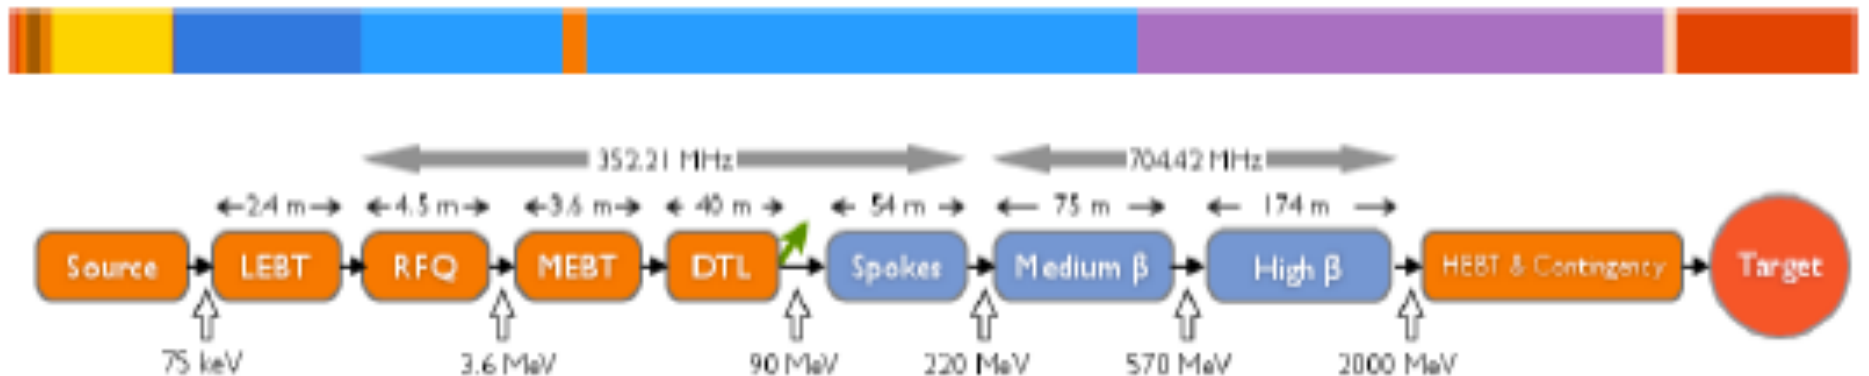 352.21 MHz 704.42 MHz
2.4 m 4.5 m 3.6 m 40 m 54 m 75 m 174 m
Source LEBT RFQ MEBT DTL Spokes Medium β High β HEBT & Contingency Target
75 keV 3.6 MeV 90 MeV 220 MeV 570 MeV 2000 MeV